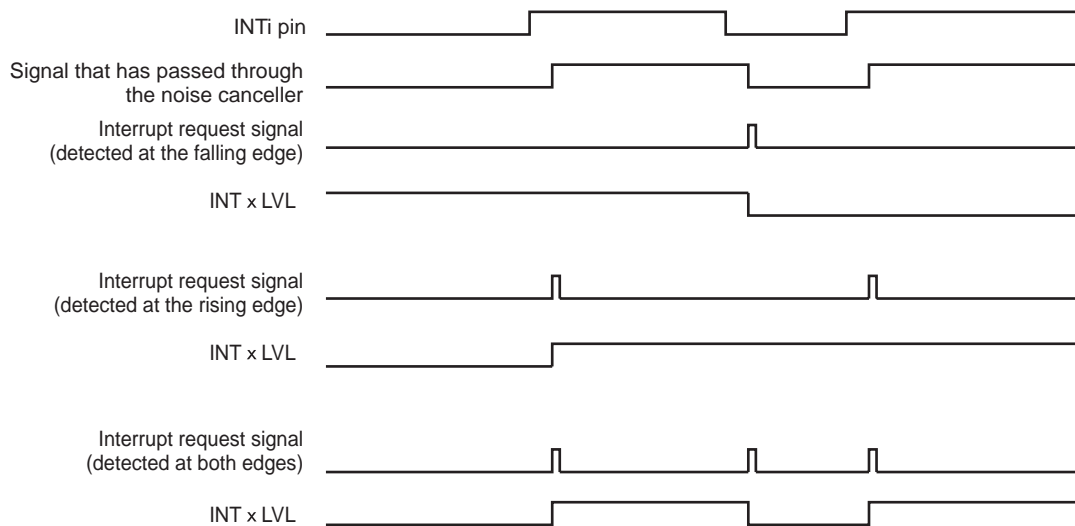 INTi pin
Signal that has passed through
the noise canceller
Interrupt request signal
(detected at the falling edge)
INT x LVL
Interrupt request signal
(detected at the rising edge)
INT x LVL
Interrupt request signal
(detected at both edges)
INT x LVL